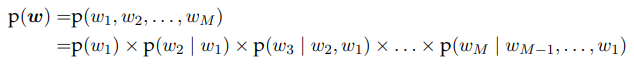 p(w) =p(w₁, w₂, . . . , w_M)
=p(w₁) × p(w₂ | w₁) × p(w₃ | w₂, w₁) × . . . × p(w_M | w_{M−1}, . . . , w₁)